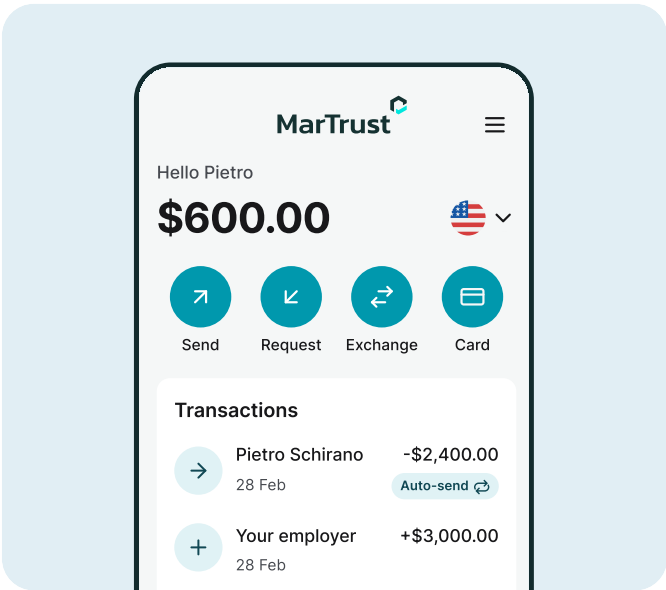 MarTrust
Hello Pietro
$600.00
Send Request Exchange Card
Transactions
Pietro Schirano -$2,400.00
28 Feb Auto-send
Your employer +$3,000.00
28 Feb